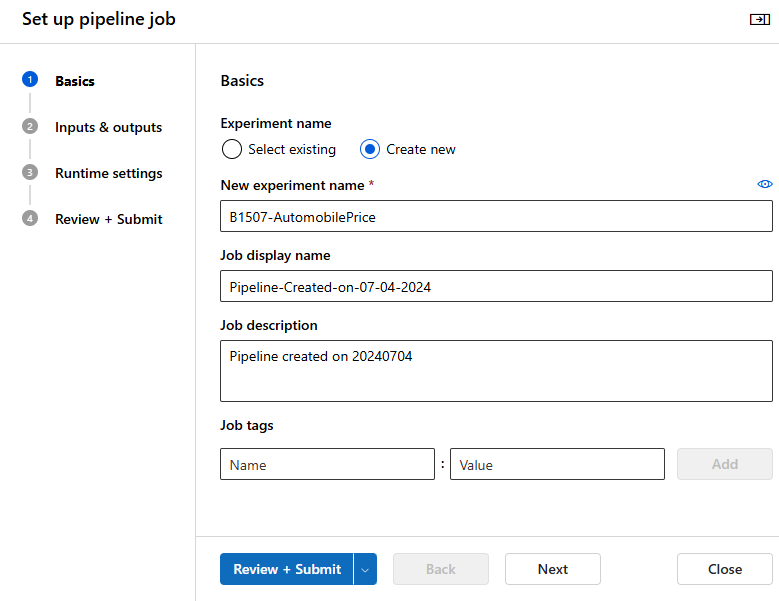 Set up pipeline job
1 Basics
2 Inputs & outputs
3 Runtime settings
4 Review + Submit
Basics
Experiment name
Select existing Create new
New experiment name *
B1507-AutomobilePrice
Job display name
Pipeline-Created-on-07-04-2024
Job description
Pipeline created on 20240704
Job tags
Name : Value Add
Review + Submit Back Next Close